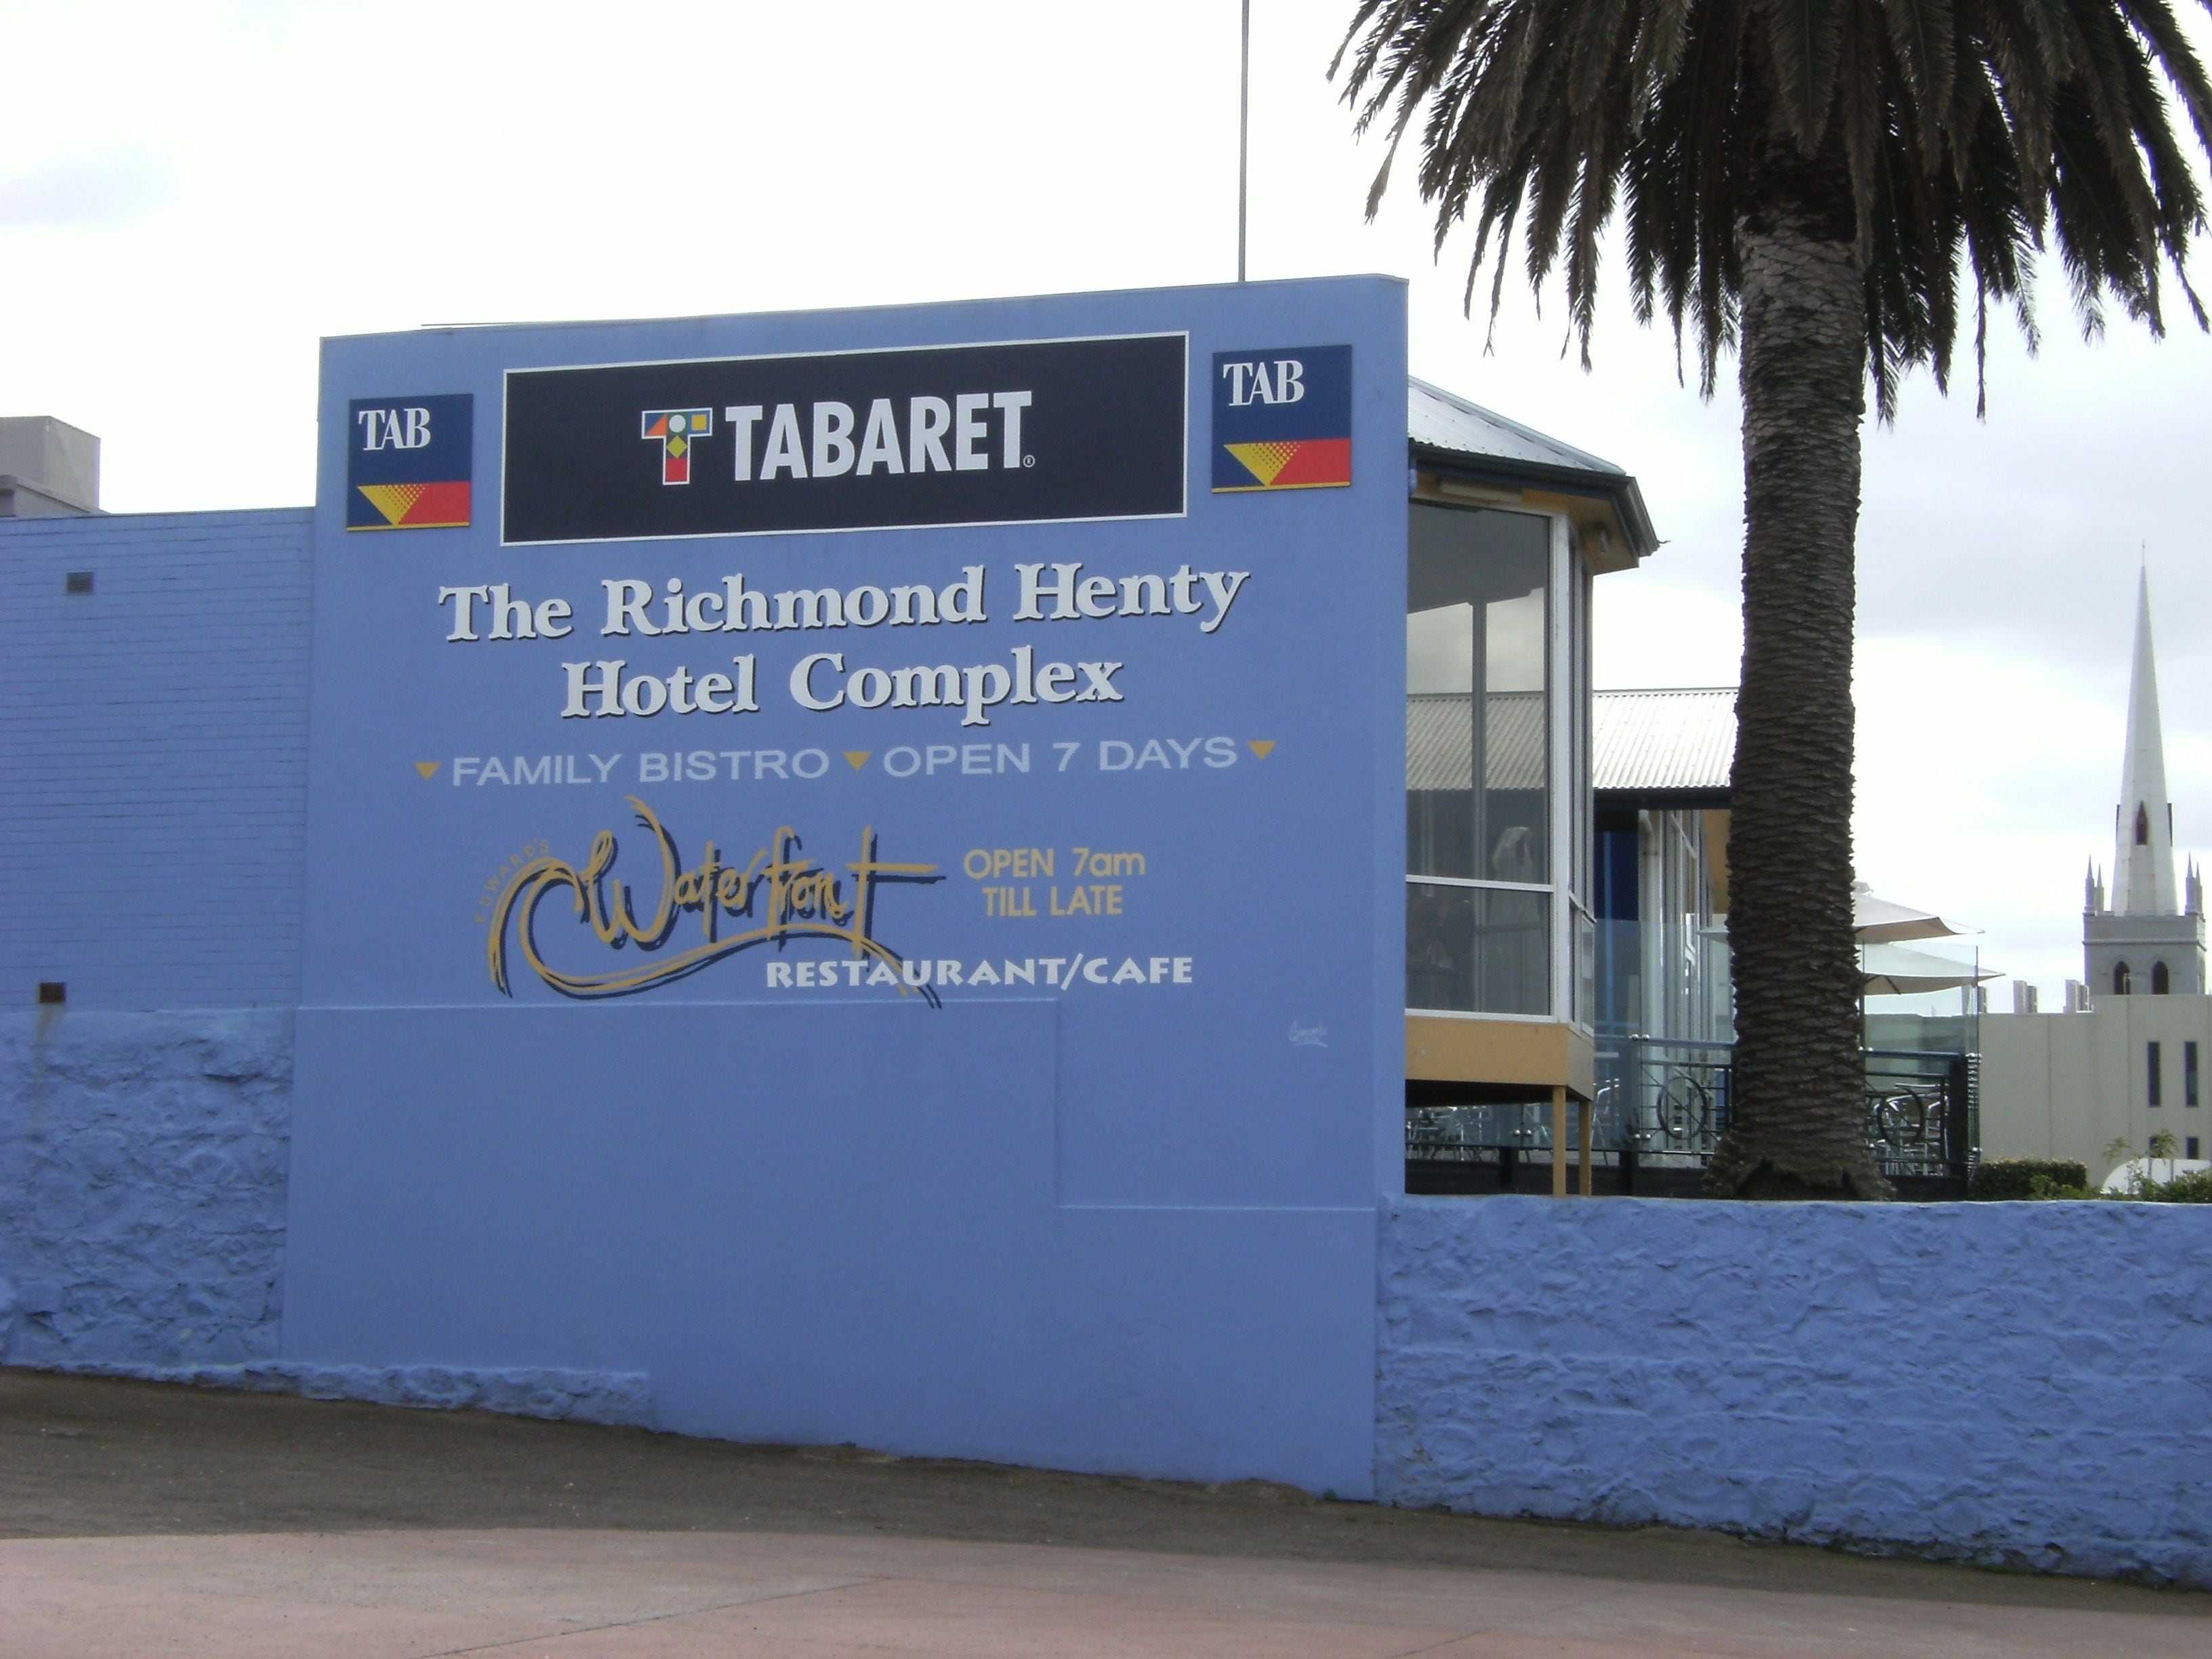 TAB
TABARET
TAB
The Richmond Henty
Hotel Complex
FAMILY BISTRO OPEN 7 DAYS
EDWARD'S
Waterfront
OPEN 7am
TILL LATE
RESTAURANT/CAFE